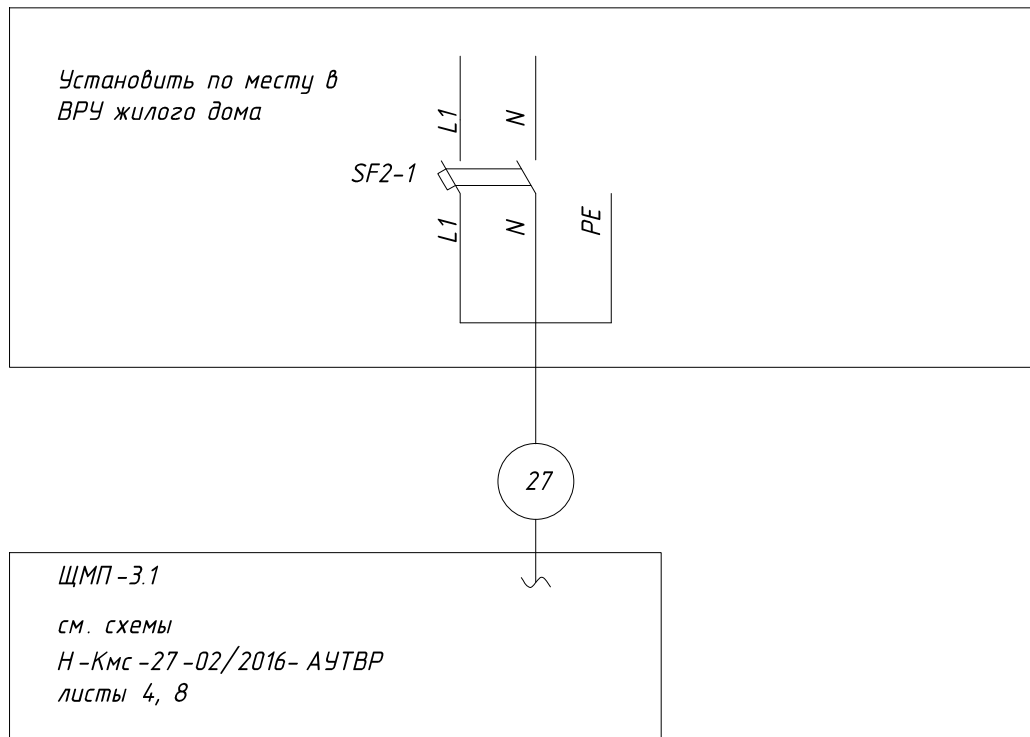 Установить по месту в
ВРУ жилого дома
L1
N
SF2-1
L1
N
PE
27
ЩМП-3.1
см. схемы
Н-Кмс-27-02/2016-АУТВР
листы 4, 8